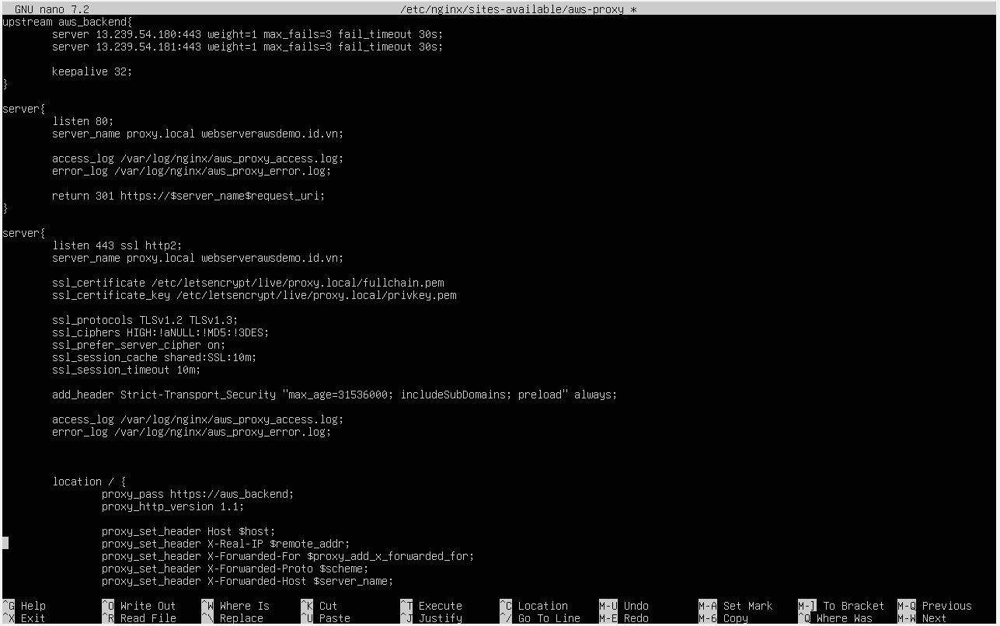 GNU nano 7.2 /etc/nginx/sites-available/aws-proxy *
upstream aws_backend{
server 13.239.54.180:443 weight=1 max_fails=3 fail_timeout 30s;
server 13.239.54.181:443 weight=1 max_fails=3 fail_timeout 30s;
keepalive 32;
}
server{
listen 80;
server_name proxy.local webserverawsdemo.id.vn;
access_log /var/log/nginx/aws_proxy_access.log;
error_log /var/log/nginx/aws_proxy_error.log;
return 301 https://$server_name$request_uri;
}
server{
listen 443 ssl http2;
server_name proxy.local webserverawsdemo.id.vn;
ssl_certificate /etc/letsencrypt/live/proxy.local/fullchain.pem
ssl_certificate_key /etc/letsencrypt/live/proxy.local/privkey.pem
ssl_protocols TLSv1.2 TLSv1.3;
ssl_ciphers HIGH:!aNULL:!MD5:!3DES;
ssl_prefer_server_cipher on;
ssl_session_cache shared:SSL:10m;
ssl_session_timeout 10m;
add_header Strict-Transport_Security "max_age=31536000; includeSubDomains; preload" always;
access_log /var/log/nginx/aws_proxy_access.log;
error_log /var/log/nginx/aws_proxy_error.log;
location / {
proxy_pass https://aws_backend;
proxy_http_version 1.1;
proxy_set_header Host $host;
proxy_set_header X-Real-IP $remote_addr;
proxy_set_header X-Forwarded-For $proxy_add_x_forwarded_for;
proxy_set_header X-Forwarded-Proto $scheme;
proxy_set_header X-Forwarded-Host $server_name;
^G Help ^O Write Out ^W Where Is ^K Cut ^T Execute ^C Location M-U Undo M-A Set Mark M-] To Bracket M-Q Previous
^X Exit ^R Read File ^\ Replace ^U Paste ^J Justify ^/ Go To Line M-E Redo M-6 Copy ^Q Where Was M-W Next